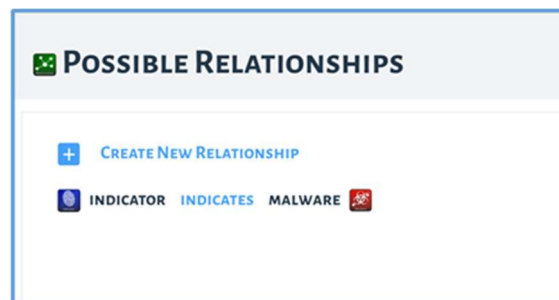 Possible Relationships
Create New Relationship
INDICATOR INDICATES MALWARE